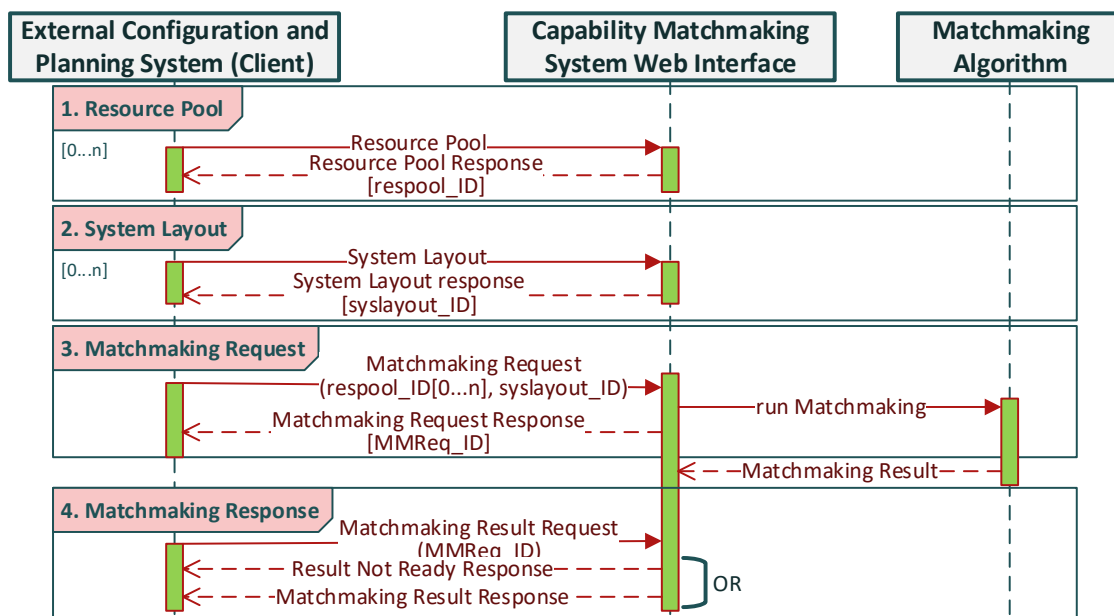 External Configuration and
Planning System (Client)
Capability Matchmaking
System Web Interface
Matchmaking
Algorithm
1. Resource Pool
[0...n]
Resource Pool
Resource Pool Response
[respool_ID]
2. System Layout
[0...n]
System Layout
System Layout response
[syslayout_ID]
3. Matchmaking Request
Matchmaking Request
(respool_ID[0...n], syslayout_ID)
run Matchmaking
Matchmaking Request Response
[MMReq_ID]
Matchmaking Result
4. Matchmaking Response
Matchmaking Result Request
(MMReq_ID)
Result Not Ready Response
OR
Matchmaking Result Response